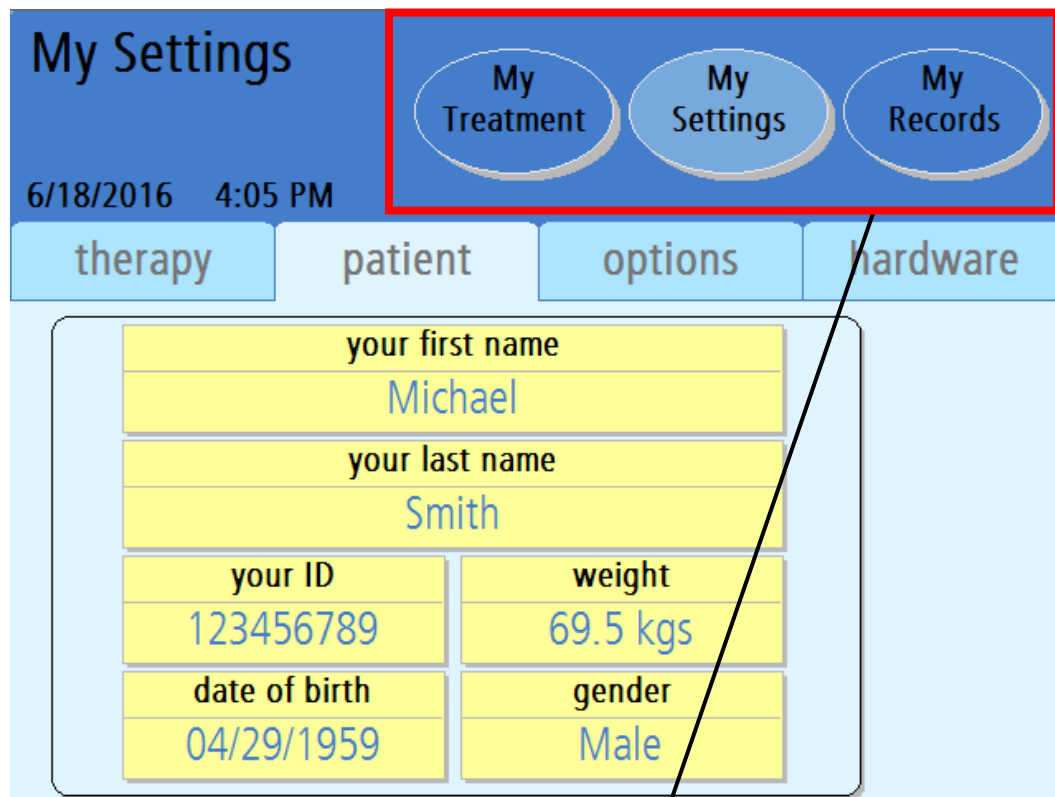 My Settings
My
Treatment
My
Settings
My
Records
6/18/2016 4:05 PM
therapy patient options hardware
your first name
Michael
your last name
Smith
your ID weight
123456789 69.5 kgs
date of birth gender
04/29/1959 Male